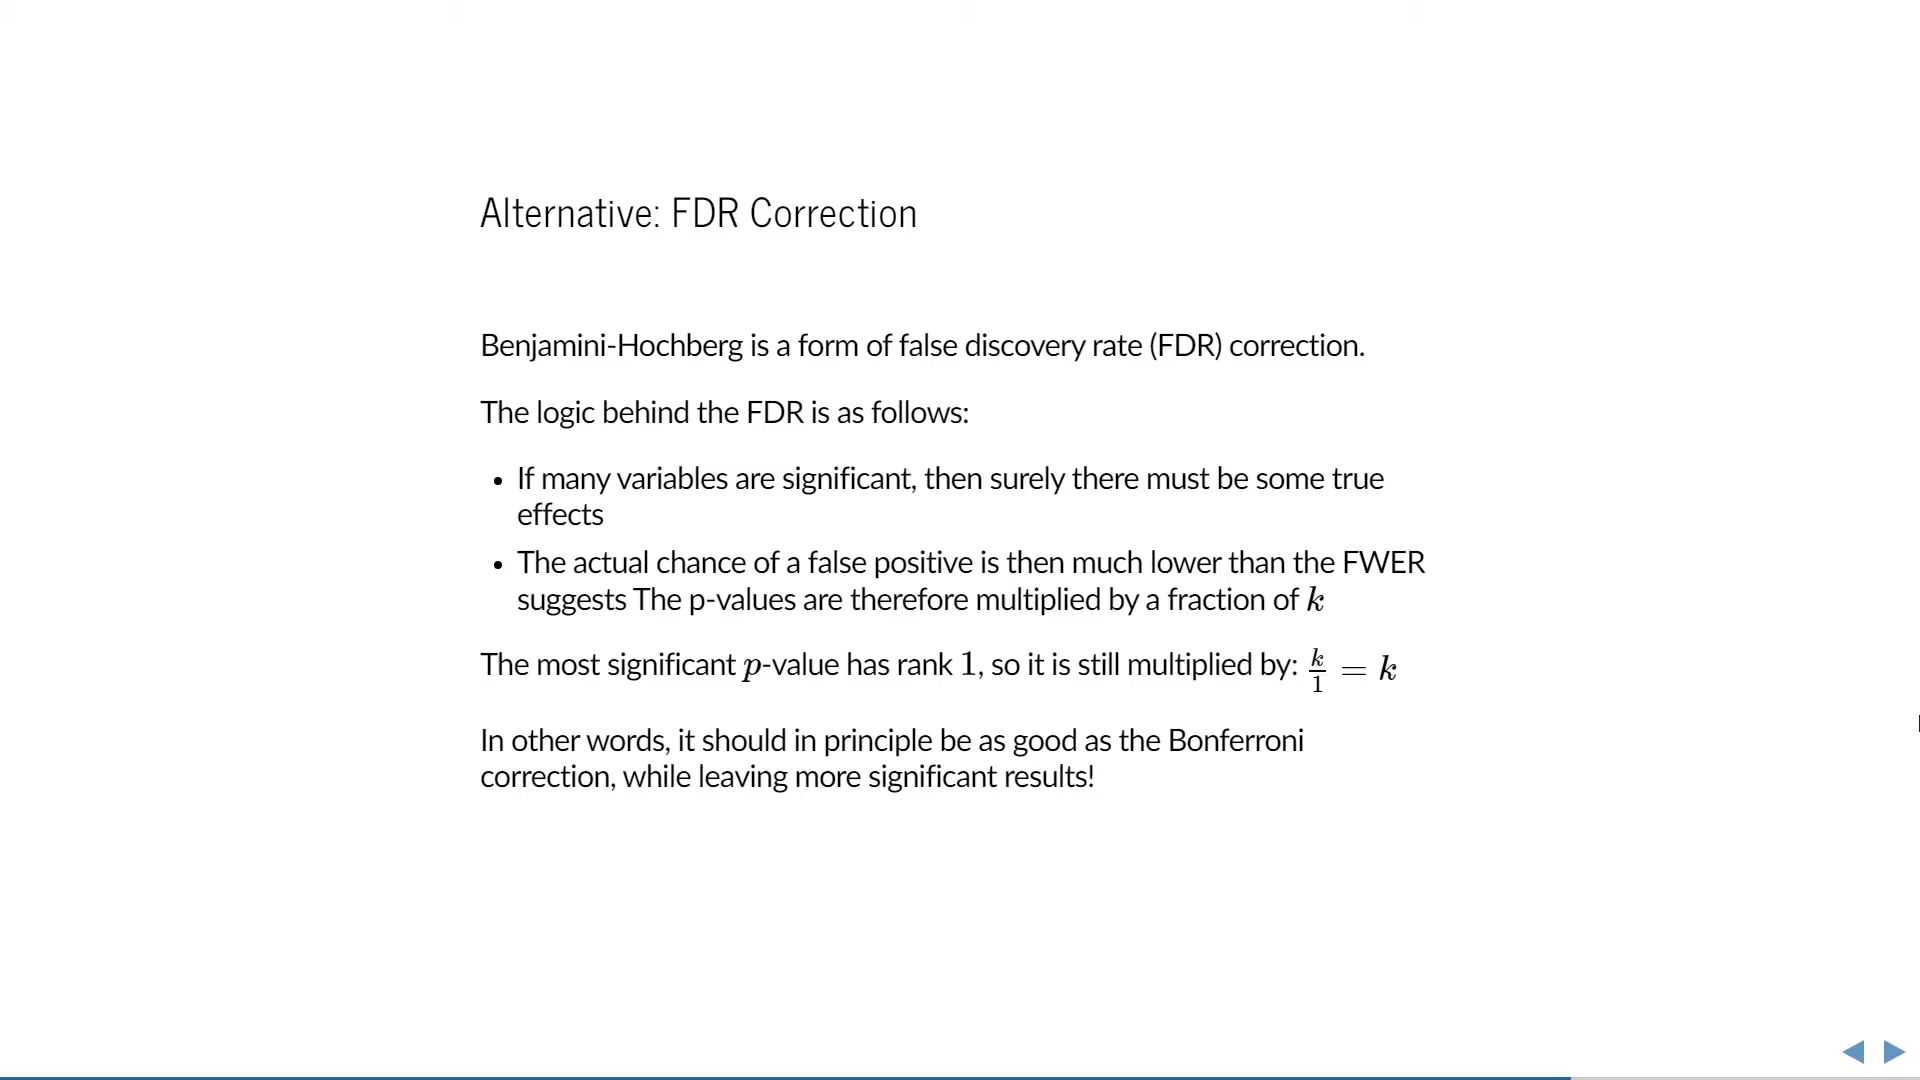 Alternative: FDR Correction
Benjamini-Hochberg is a form of false discovery rate (FDR) correction.
The logic behind the FDR is as follows:
• If many variables are significant, then surely there must be some true
effects
• The actual chance of a false positive is then much lower than the FWER
suggests The p-values are therefore multiplied by a fraction of k
The most significant p-value has rank 1, so it is still multiplied by: k/1 = k
In other words, it should in principle be as good as the Bonferroni
correction, while leaving more significant results!